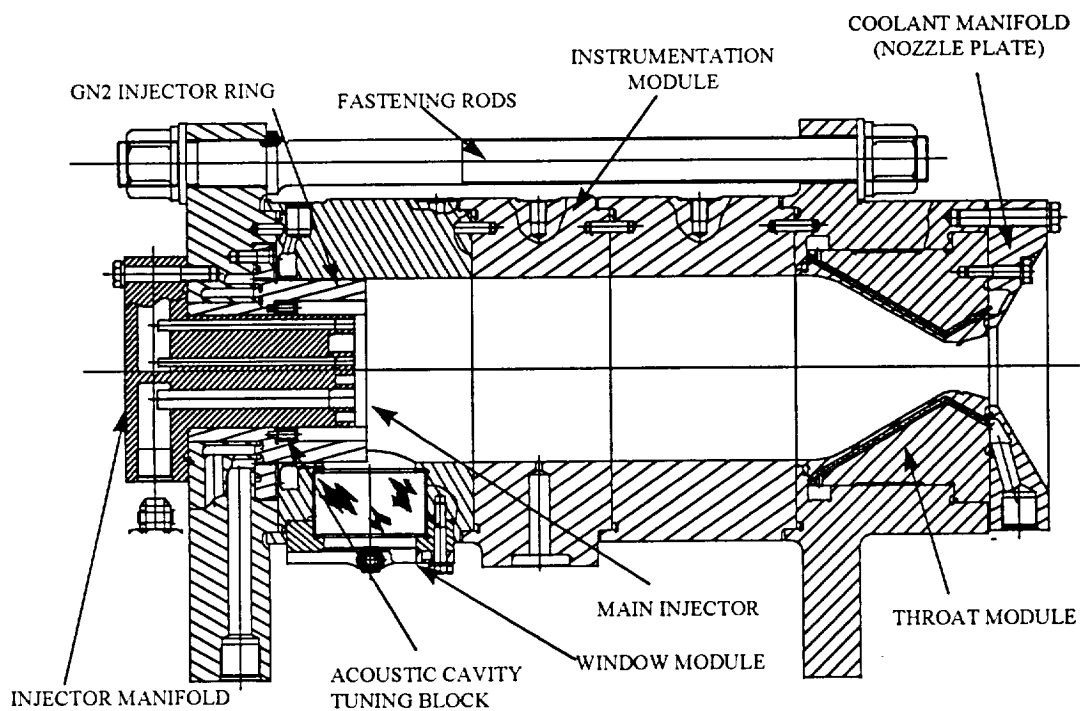 COOLANT MANIFOLD
(NOZZLE PLATE)
INSTRUMENTATION
MODULE
GN2 INJECTOR RING
FASTENING RODS
MAIN INJECTOR
THROAT MODULE
WINDOW MODULE
ACOUSTIC CAVITY
TUNING BLOCK
INJECTOR MANIFOLD